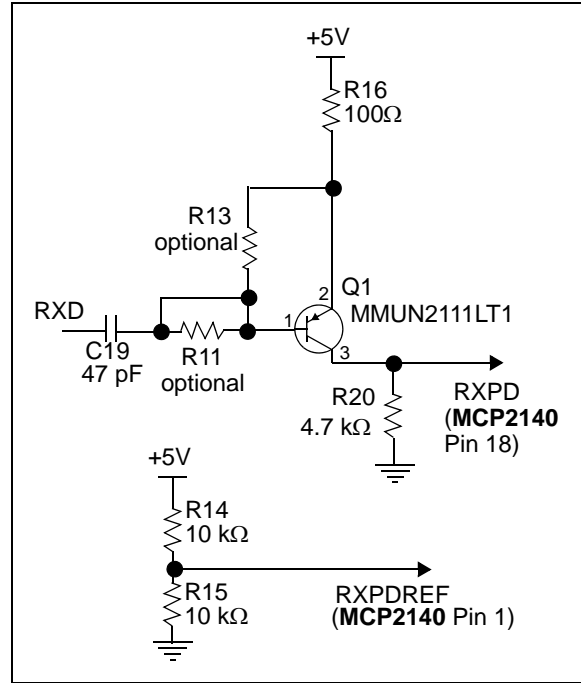 +5V
R16
100Ω
R13
optional
Q1
2
MMUN2111LT1
1
3
RXD
C19
47 pF
R11
optional
R20
4.7 kΩ
RXPD
(MCP2140
Pin 18)
+5V
R14
10 kΩ
R15
10 kΩ
RXPDREF
(MCP2140 Pin 1)